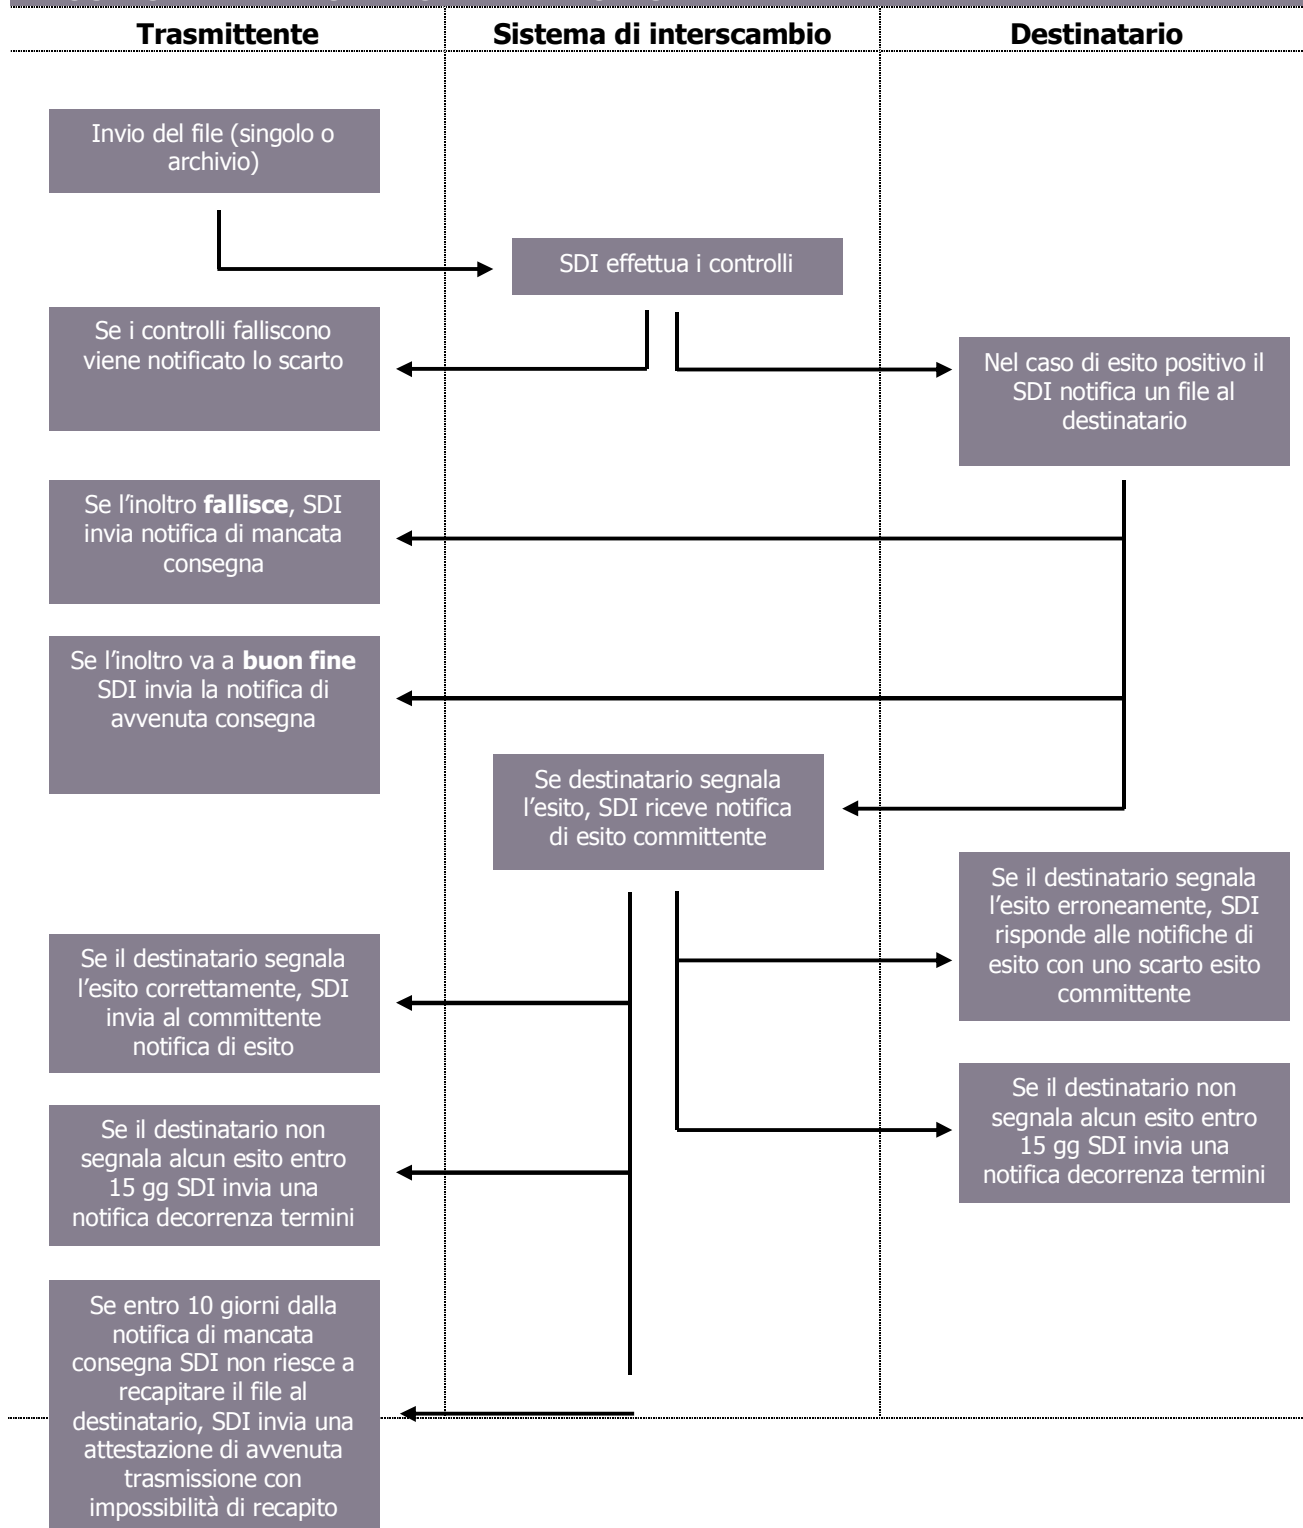 Trasmittente
Sistema di interscambio
Destinatario
Invio del file (singolo o
archivio)
SDI effettua i controlli
Se i controlli falliscono
viene notificato lo scarto
Nel caso di esito positivo il
SDI notifica un file al
destinatario
Se l’inoltro fallisce, SDI
invia notifica di mancata
consegna
Se l’inoltro va a buon fine
SDI invia la notifica di
avvenuta consegna
Se destinatario segnala
l’esito, SDI riceve notifica
di esito committente
Se il destinatario segnala
l’esito erroneamente, SDI
risponde alle notifiche di
esito con uno scarto esito
committente
Se il destinatario segnala
l’esito correttamente, SDI
invia al committente
notifica di esito
Se il destinatario non
segnala alcun esito entro
15 gg SDI invia una
notifica decorrenza termini
Se il destinatario non
segnala alcun esito entro
15 gg SDI invia una
notifica decorrenza termini
Se entro 10 giorni dalla
notifica di mancata
consegna SDI non riesce a
recapitare il file al
destinatario, SDI invia una
attestazione di avvenuta
trasmissione con
impossibilità di recapito